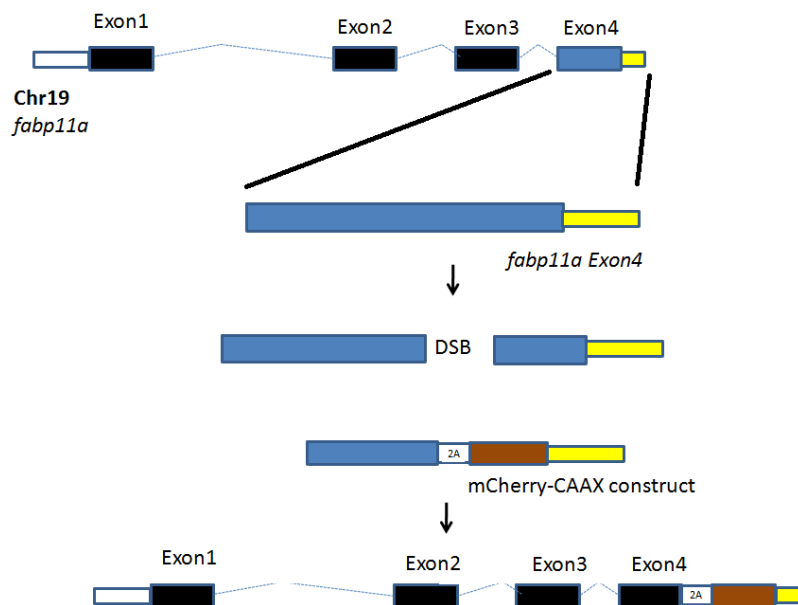 Exon1 Exon2 Exon3 Exon4
Chr19
fabp11a
fabp11a Exon4
DSB
2A
mCherry-CAAX construct
Exon1 Exon2 Exon3 Exon4
2A